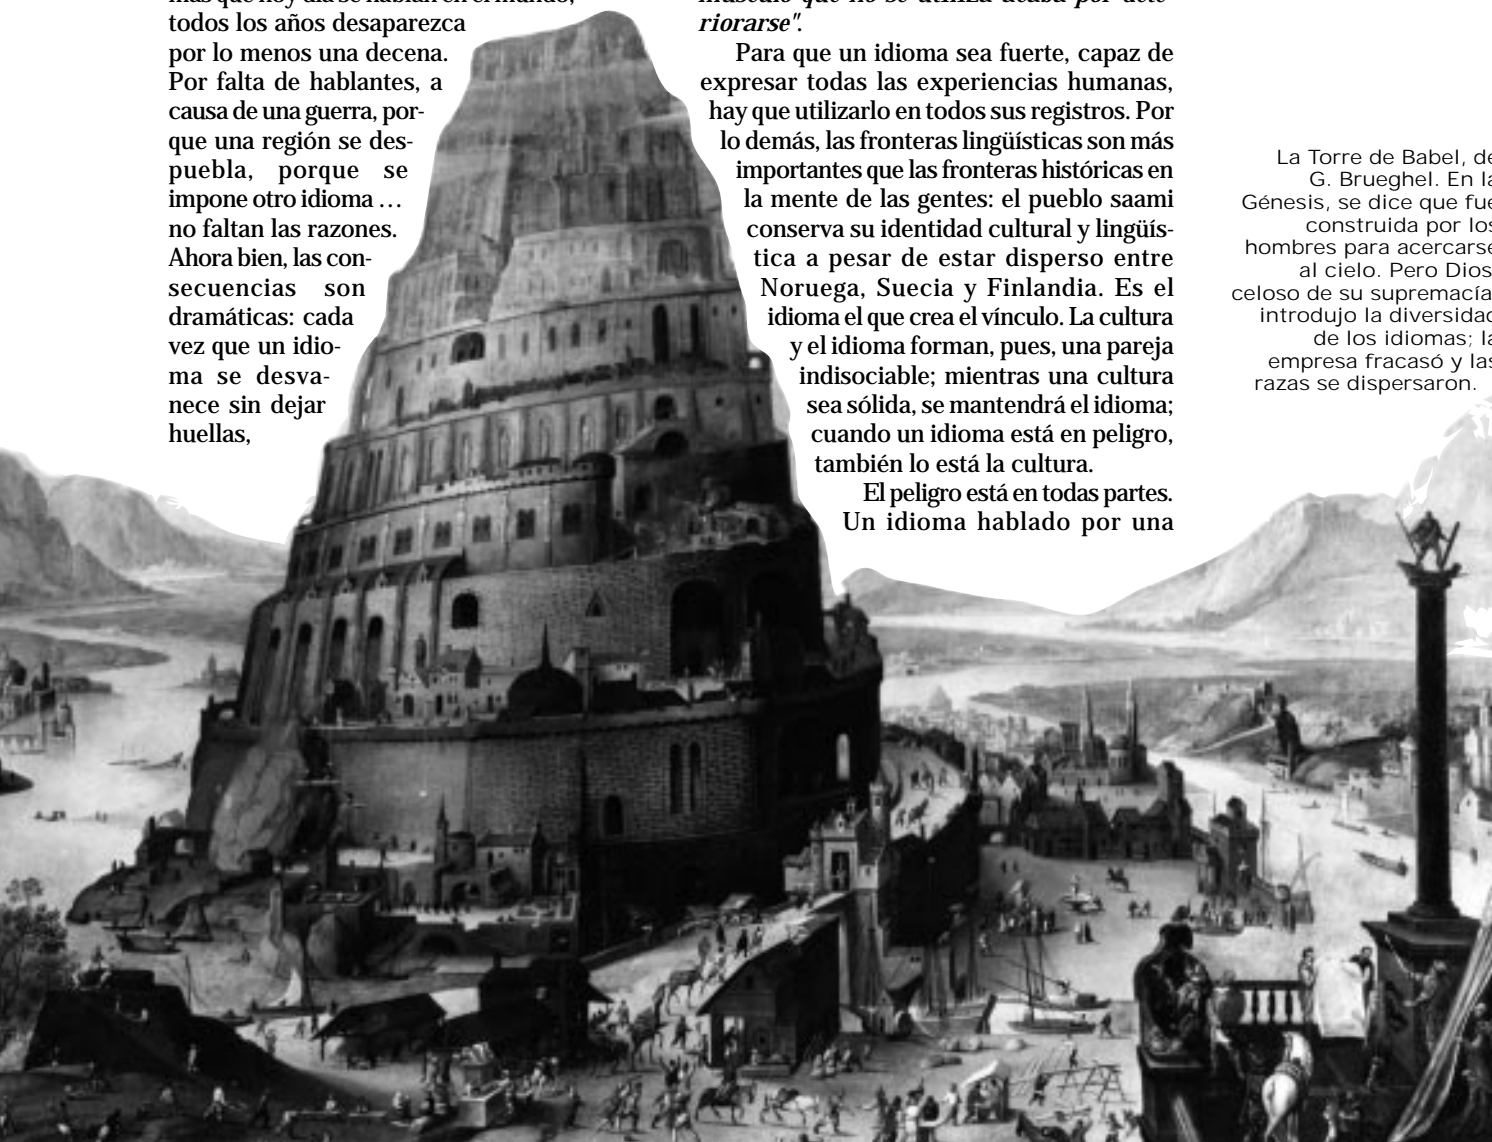 todos los años desaparezca
por lo menos una decena.
Por falta de hablantes, a
causa de una guerra, por-
que una región se des-
puebla, porque se
impone otro idioma …
no faltan las razones.
Ahora bien, las con-
secuencias son
dramáticas: cada
vez que un idio-
ma se desva-
nece sin dejar
huellas,
riorarse".
Para que un idioma sea fuerte, capaz de
expresar todas las experiencias humanas,
hay que utilizarlo en todos sus registros. Por
lo demás, las fronteras lingüísticas son más
importantes que las fronteras históricas en
la mente de las gentes: el pueblo saami
conserva su identidad cultural y lingüís-
tica a pesar de estar disperso entre
Noruega, Suecia y Finlandia. Es el
idioma el que crea el vínculo. La cultura
y el idioma forman, pues, una pareja
indisociable; mientras una cultura
sea sólida, se mantendrá el idioma;
cuando un idioma está en peligro,
también lo está la cultura.
El peligro está en todas partes.
Un idioma hablado por una
La Torre de Babel, de
G. Brueghel. En la
Génesis, se dice que fue
construida por los
hombres para acercarse
al cielo. Pero Dios
celoso de su supremacía
introdujo la diversidad
de los idiomas; la
empresa fracasó y las
razas se dispersaron.